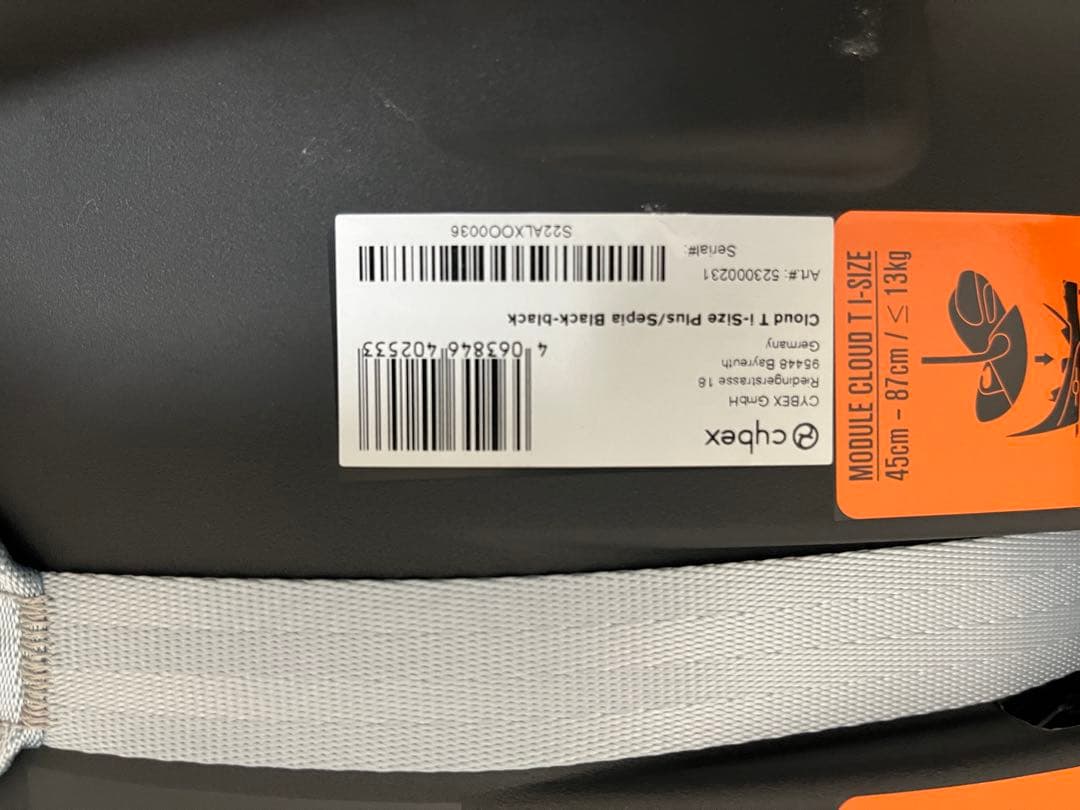 cybex
CYBEX GmbH
Riedingerstrasse 18
95448 Bayreuth
Germany
4 063846 402533
Cloud T i-Size Plus/Sepia Black-black
Art.#: 523000231
Serial#:
S22ALXOO0036
MODULE CLOUD T I-SIZE
45cm - 87cm / ≤ 13kg